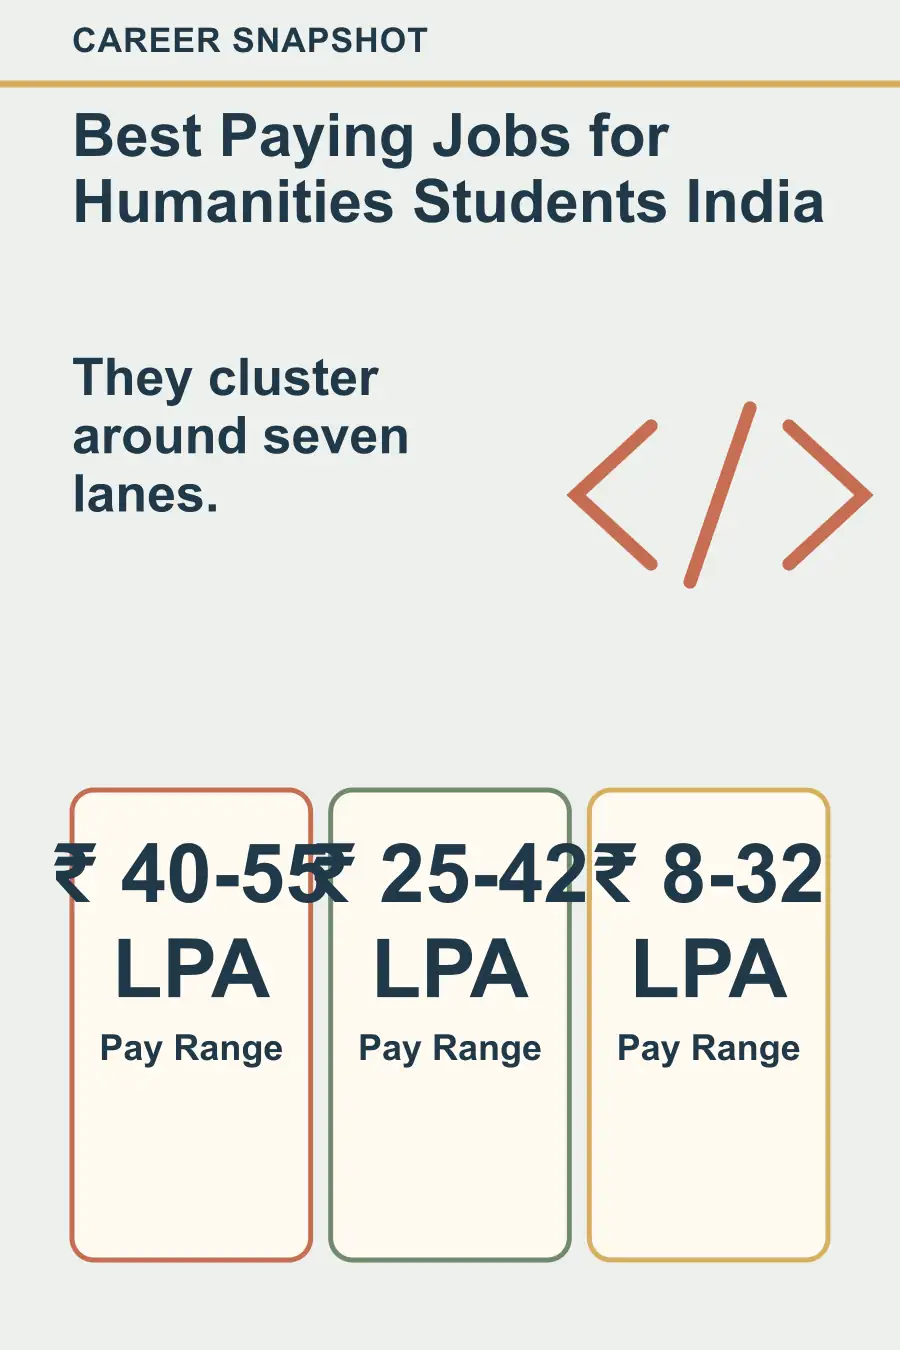 CAREER SNAPSHOT
Best Paying Jobs for
Humanities Students India
They cluster
around seven
lanes.
</>
₹ 40-55
LPA
Pay Range
₹ 25-42
LPA
Pay Range
₹ 8-32
LPA
Pay Range